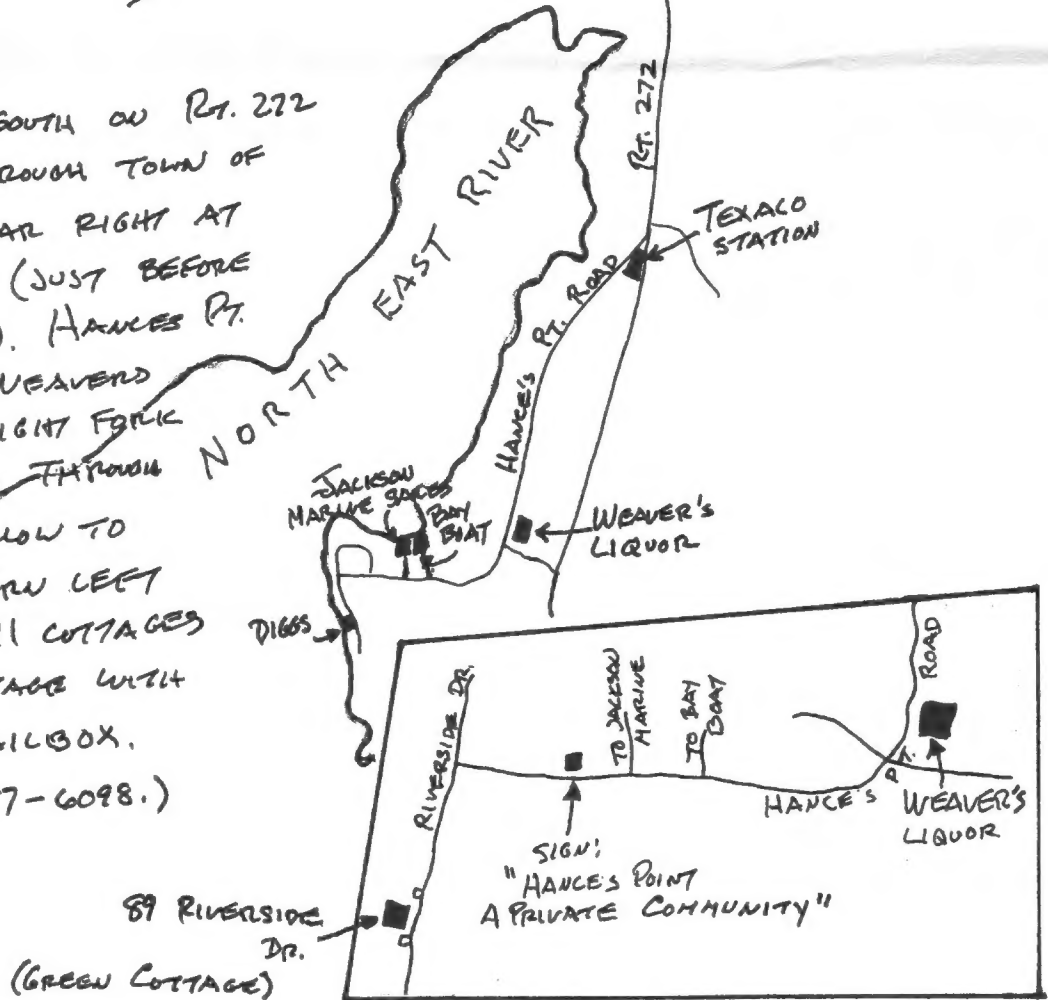 SOUTH ON RT. 272
ROUGH TOWN OF
AR RIGHT AT
(JUST BEFORE
). HANCES PT.
WEAVERD
IGHT FORK
THROUGH
LOW TO
RN LEFT
11 COTTAGES
TAGE WITH
ILBOX.
7-6098.)
RT. 272
NORTH EAST RIVER
TEXACO
STATION
HANCE'S PT. ROAD
JACKSON
MARINE SALES
BAY
BOAT
WEAVER'S
LIQUOR
DIGGS
RIVERSIDE DR.
TO JACKSON
MARINE
TO BAY
BOAT
HANCE'S PT. ROAD
WEAVER'S
LIQUOR
SIGN:
"HANCE'S POINT
A PRIVATE COMMUNITY"
89 RIVERSIDE
DR.
(GREEN COTTAGE)